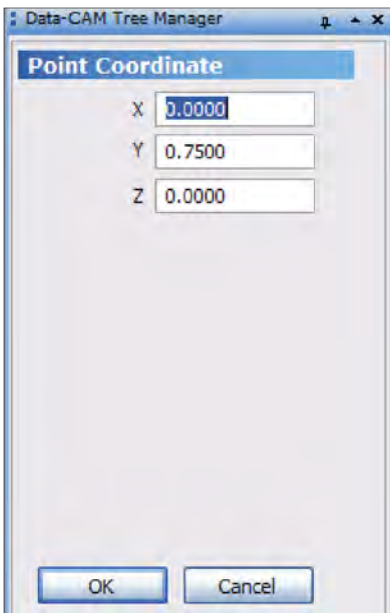 Data-CAM Tree Manager
Point Coordinate
X 0.0000
Y 0.7500
Z 0.0000
OK Cancel